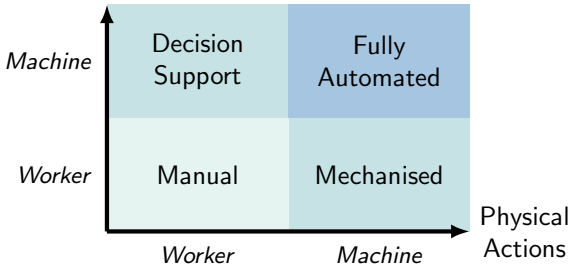 Decision
Support
Fully
Automated
Machine
Worker
Manual
Mechanised
Physical
Actions
Worker
Machine